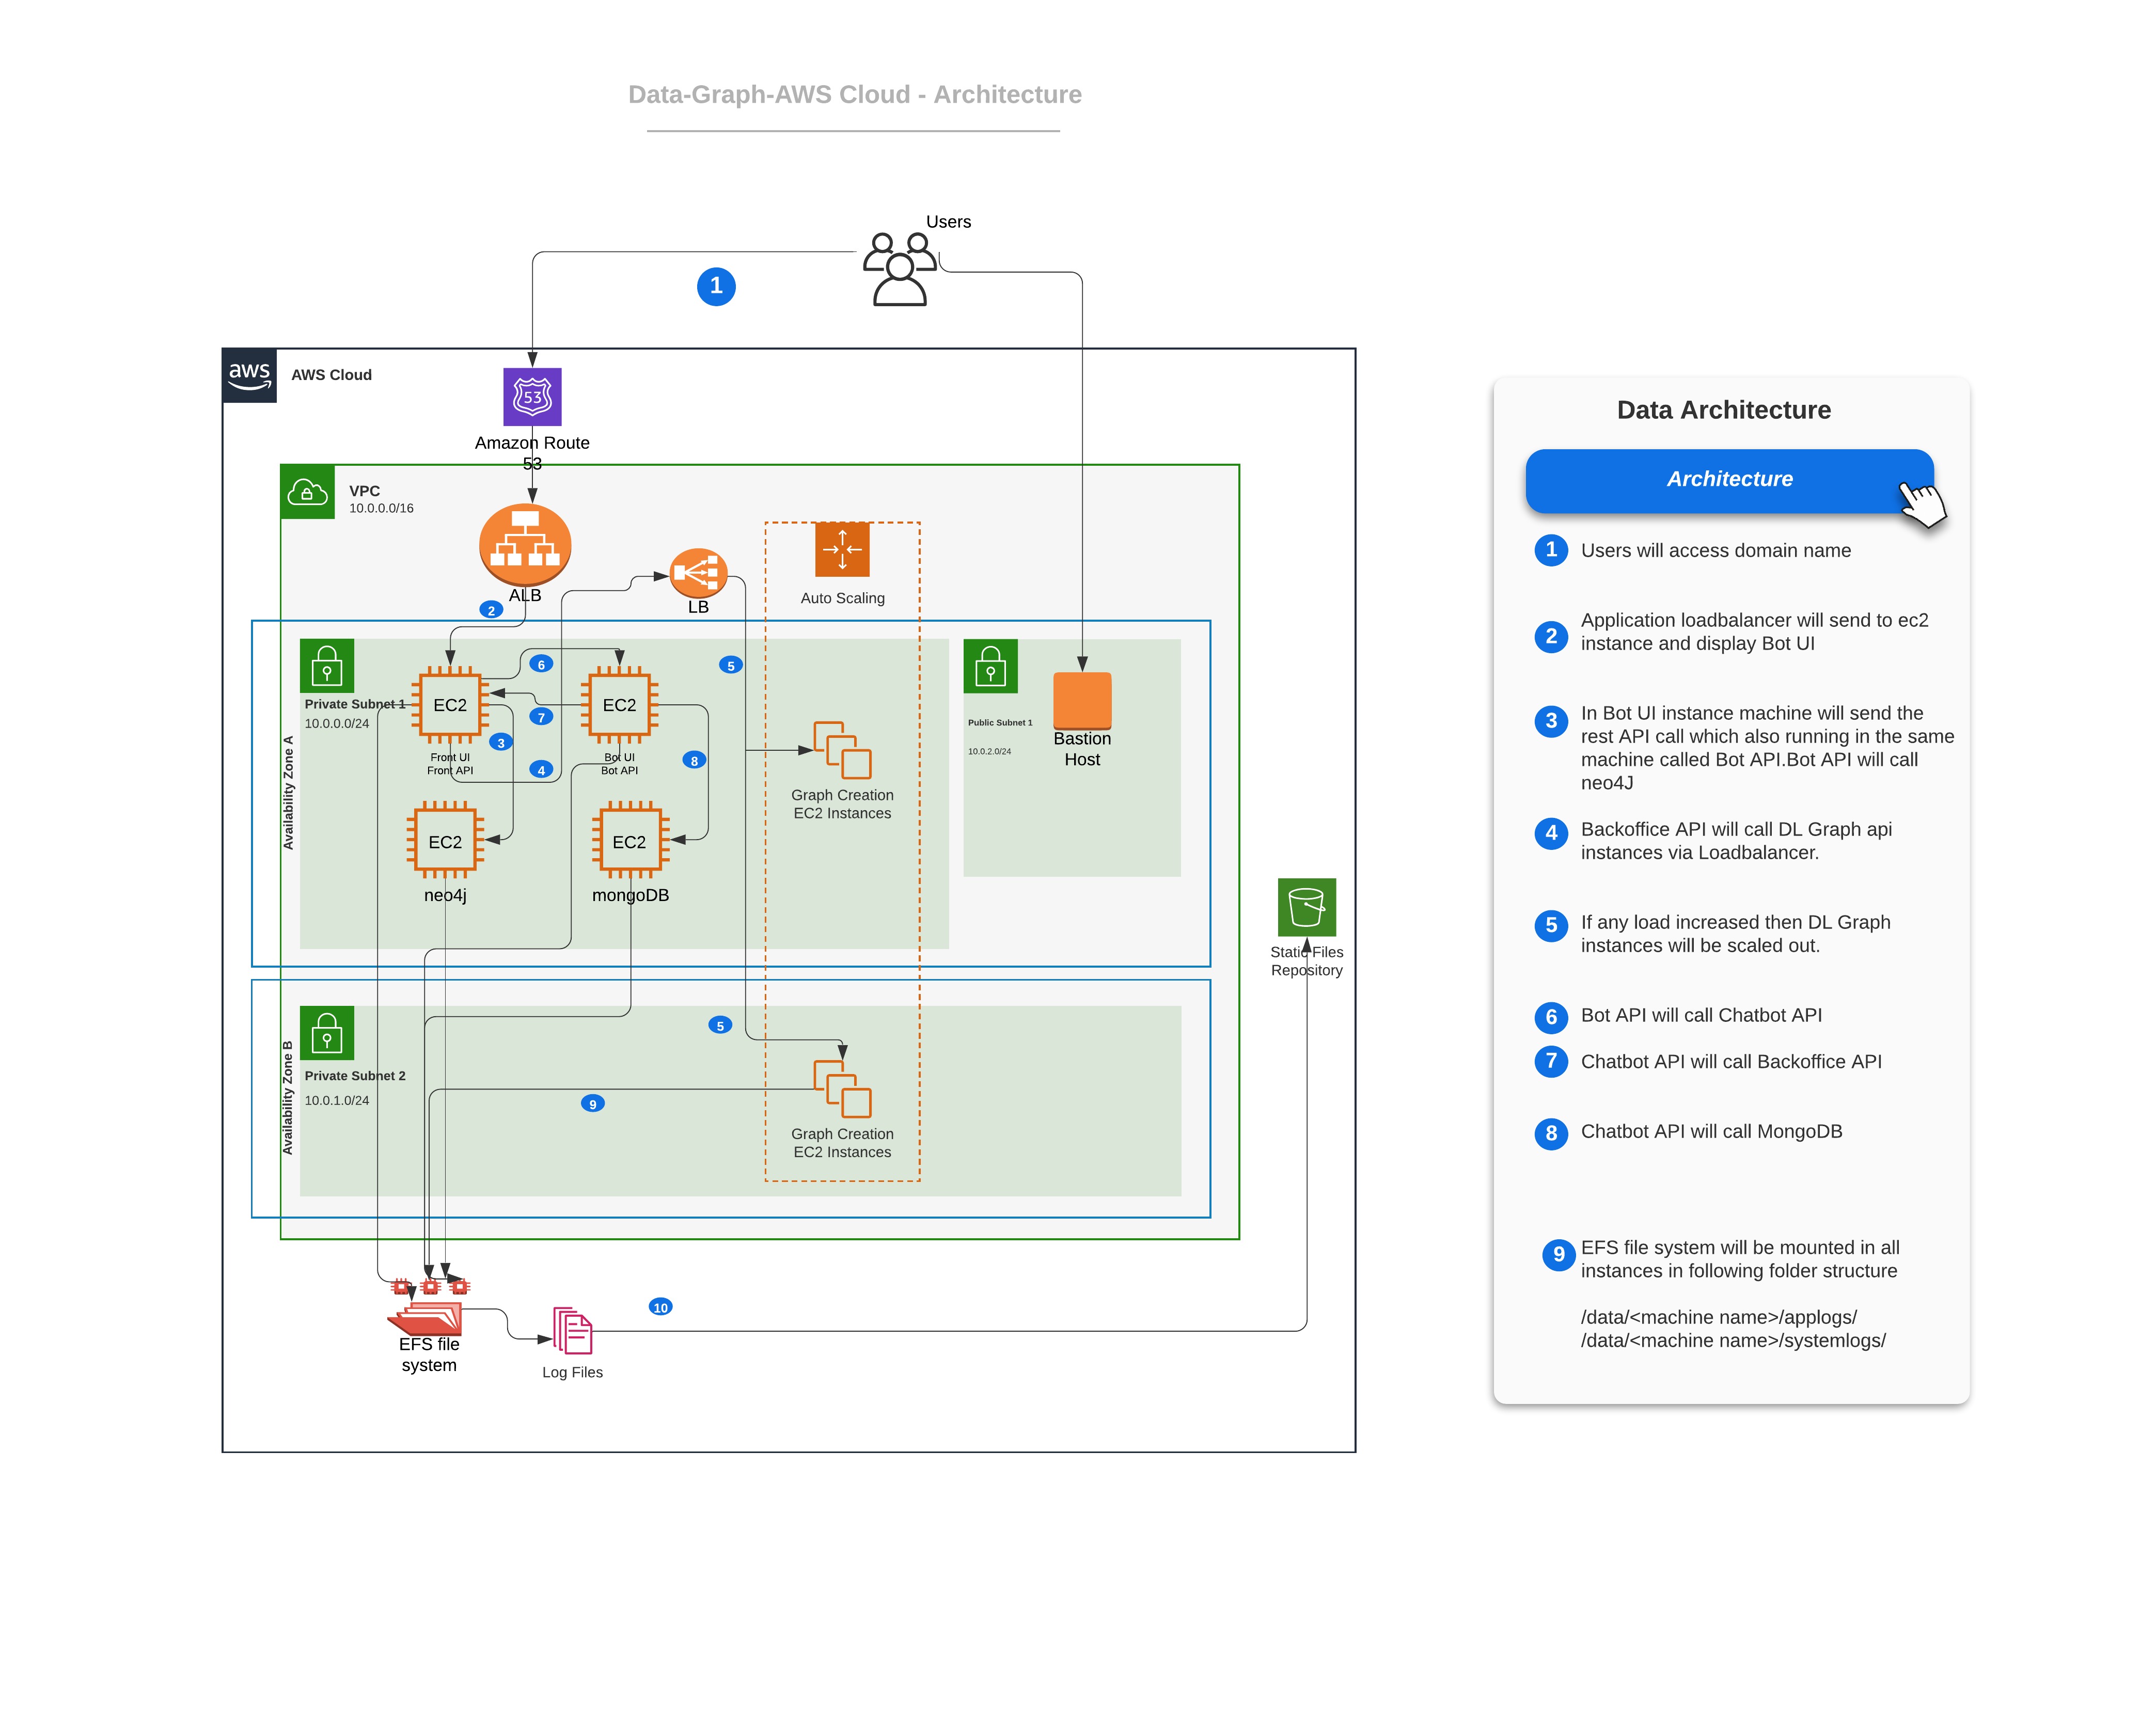 Data-Graph-AWS Cloud - Architecture
Users
1
aws
AWS Cloud
53
Amazon Route
53
VPC
10.0.0.0/16
ALB
LB
Auto Scaling
2
Private Subnet 1
10.0.0.0/24
Availability Zone A
EC2
Front UI
Front API
6
7
3
4
EC2
Bot UI
Bot API
5
8
EC2
neo4j
EC2
mongoDB
Graph Creation
EC2 Instances
Public Subnet 1
10.0.2.0/24
Bastion
Host
Static Files
Repository
Availability Zone B
Private Subnet 2
10.0.1.0/24
5
9
Graph Creation
EC2 Instances
EFS file
system
Log Files
10
Data Architecture
Architecture
1 Users will access domain name
2 Application loadbalancer will send to ec2
instance and display Bot UI
3 In Bot UI instance machine will send the
rest API call which also running in the same
machine called Bot API.Bot API will call
neo4J
4 Backoffice API will call DL Graph api
instances via Loadbalancer.
5 If any load increased then DL Graph
instances will be scaled out.
6 Bot API will call Chatbot API
7 Chatbot API will call Backoffice API
8 Chatbot API will call MongoDB
9 EFS file system will be mounted in all
instances in following folder structure
/data/<machine name>/applogs/
/data/<machine name>/systemlogs/